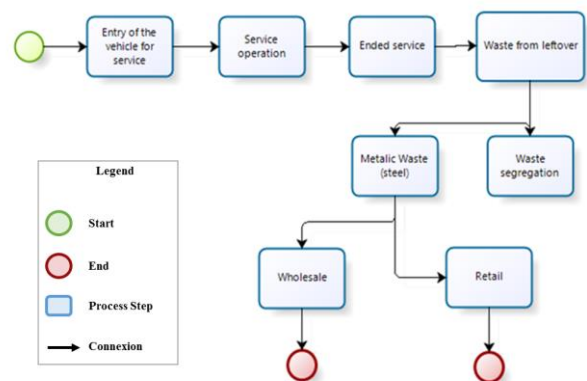 Entry of the
vehicle for
service
Service
operation
Ended service
Waste from leftover
Metalic Waste
(steel)
Waste
segregation
Legend
Start
End
Process Step
Connexion
Wholesale
Retail